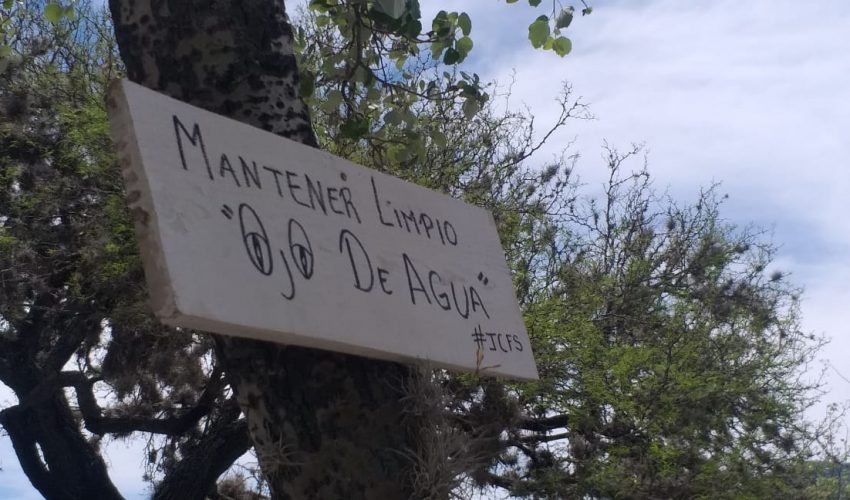 MANTENER LIMPIO
"OJO DE AGUA"
#JCFS